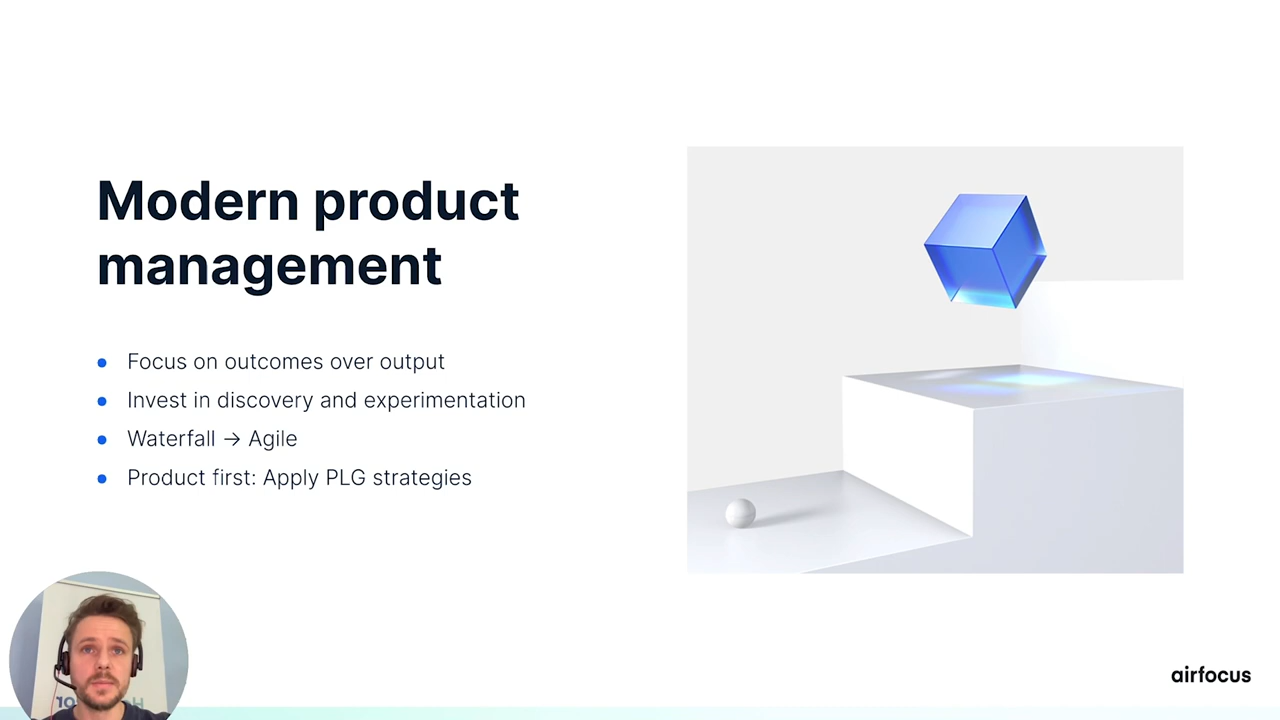 Modern product
management
• Focus on outcomes over output
• Invest in discovery and experimentation
• Waterfall → Agile
• Product first: Apply PLG strategies
airfocus